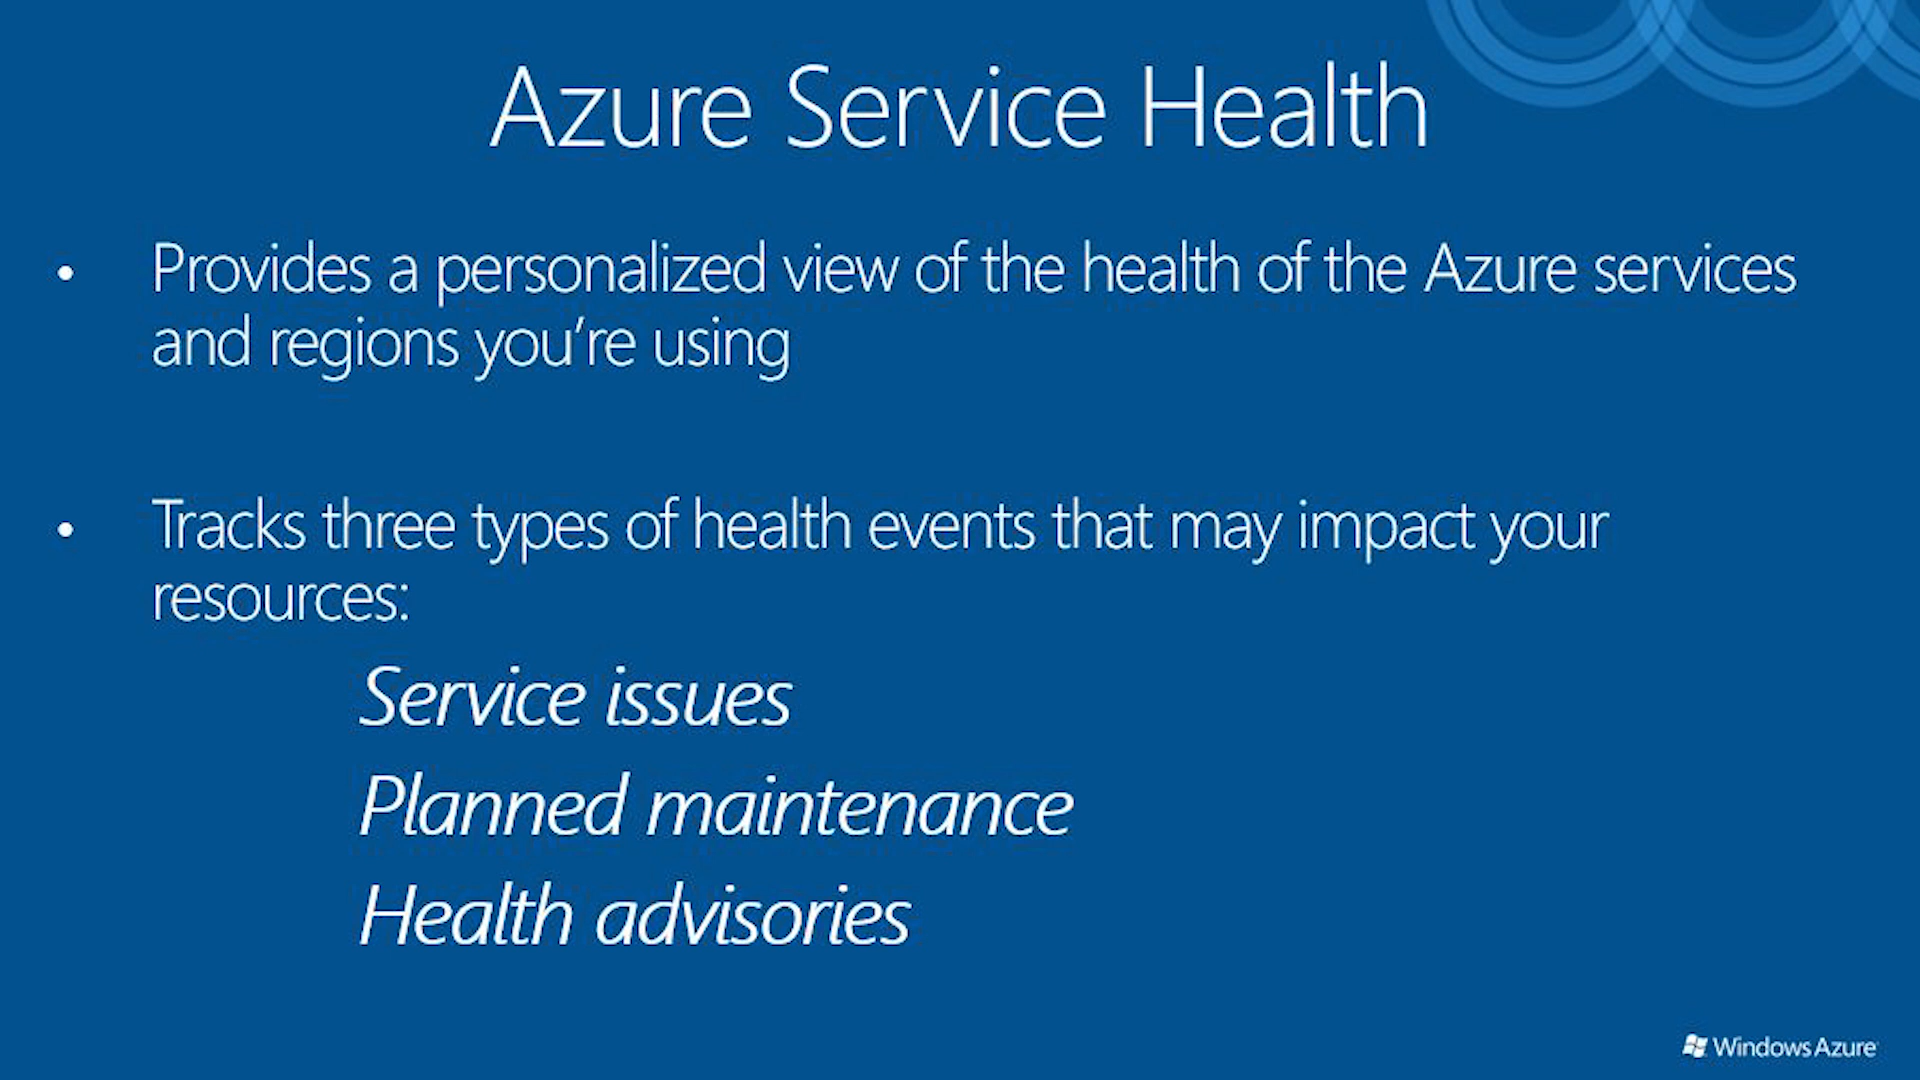 Azure Service Health
• Provides a personalized view of the health of the Azure services
and regions you’re using
• Tracks three types of health events that may impact your
resources:
Service issues
Planned maintenance
Health advisories
Windows Azure